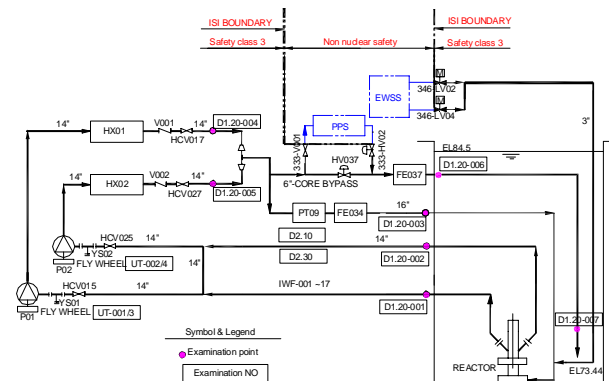 ISI BOUNDARY
ISI BOUNDARY
Safety class 3
Non nuclear safety
Safety class 3
M
346-LV02
EWSS
M
346-LV04
3"
14"
V001
14"
D1.20-004
HX01
HCV017
PPS
333-V001
333-HV02
EL84.5
D1.20-006
HV037
FE037
14"
V002
14"
HX02
HCV027
D1.20-005
6"-CORE BYPASS
16"
PT09
FE034
D1.20-003
D2.10
14"
D1.20-002
D2.30
HCV025
14"
YS02
P02
FLY WHEEL
UT-002/4
14"
HCV015
14"
IWF-001 ~17
YS01
FLY WHEEL
UT-001/3
P01
D1.20-001
D1.20-007
Symbol & Legend
Examination point
Examination NO
REACTOR
EL73.44